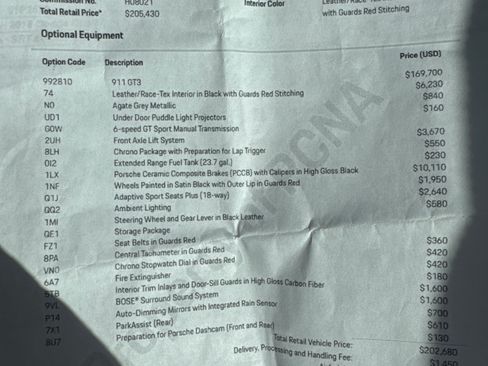 Commission No. H08021 Interior Color
Total Retail Price* $205,430 with Guards Red Stitching
Optional Equipment
Option Code Description Price (USD)
992810 911 GT3 $169,700
74 Leather/Race-Tex Interior in Black with Guards Red Stitching $6,230
N0 Agate Grey Metallic $840
UD1 Under Door Puddle Light Projectors $160
G0W 6-speed GT Sport Manual Transmission
2UH Front Axle Lift System $3,670
8LH Chrono Package with Preparation for Lap Trigger $550
0I2 Extended Range Fuel Tank (23.7 gal.) $230
1LX Porsche Ceramic Composite Brakes (PCCB) with Calipers in High Gloss Black $10,110
1NF Wheels Painted in Satin Black with Outer Lip in Guards Red $1,950
Q1J Adaptive Sport Seats Plus (18-way) $2,640
QQ2 Ambient Lighting $680
1MI Steering Wheel and Gear Lever in Black Leather
QE1 Storage Package
FZ1 Seat Belts in Guards Red $360
8PA Central Tachometer in Guards Red $420
VN0 Chrono Stopwatch Dial in Guards Red $420
6A7 Fire Extinguisher $180
5TB Interior Trim Inlays and Door-Sill Guards in High Gloss Carbon Fiber $1,600
9VL BOSE® Surround Sound System $1,600
P14 Auto-Dimming Mirrors with Integrated Rain Sensor $700
7X1 ParkAssist (Rear) $610
8U7 Preparation for Porsche Dashcam (Front and Rear) $130
Total Retail Vehicle Price: $202,680
Delivery, Processing and Handling Fee: $1,450